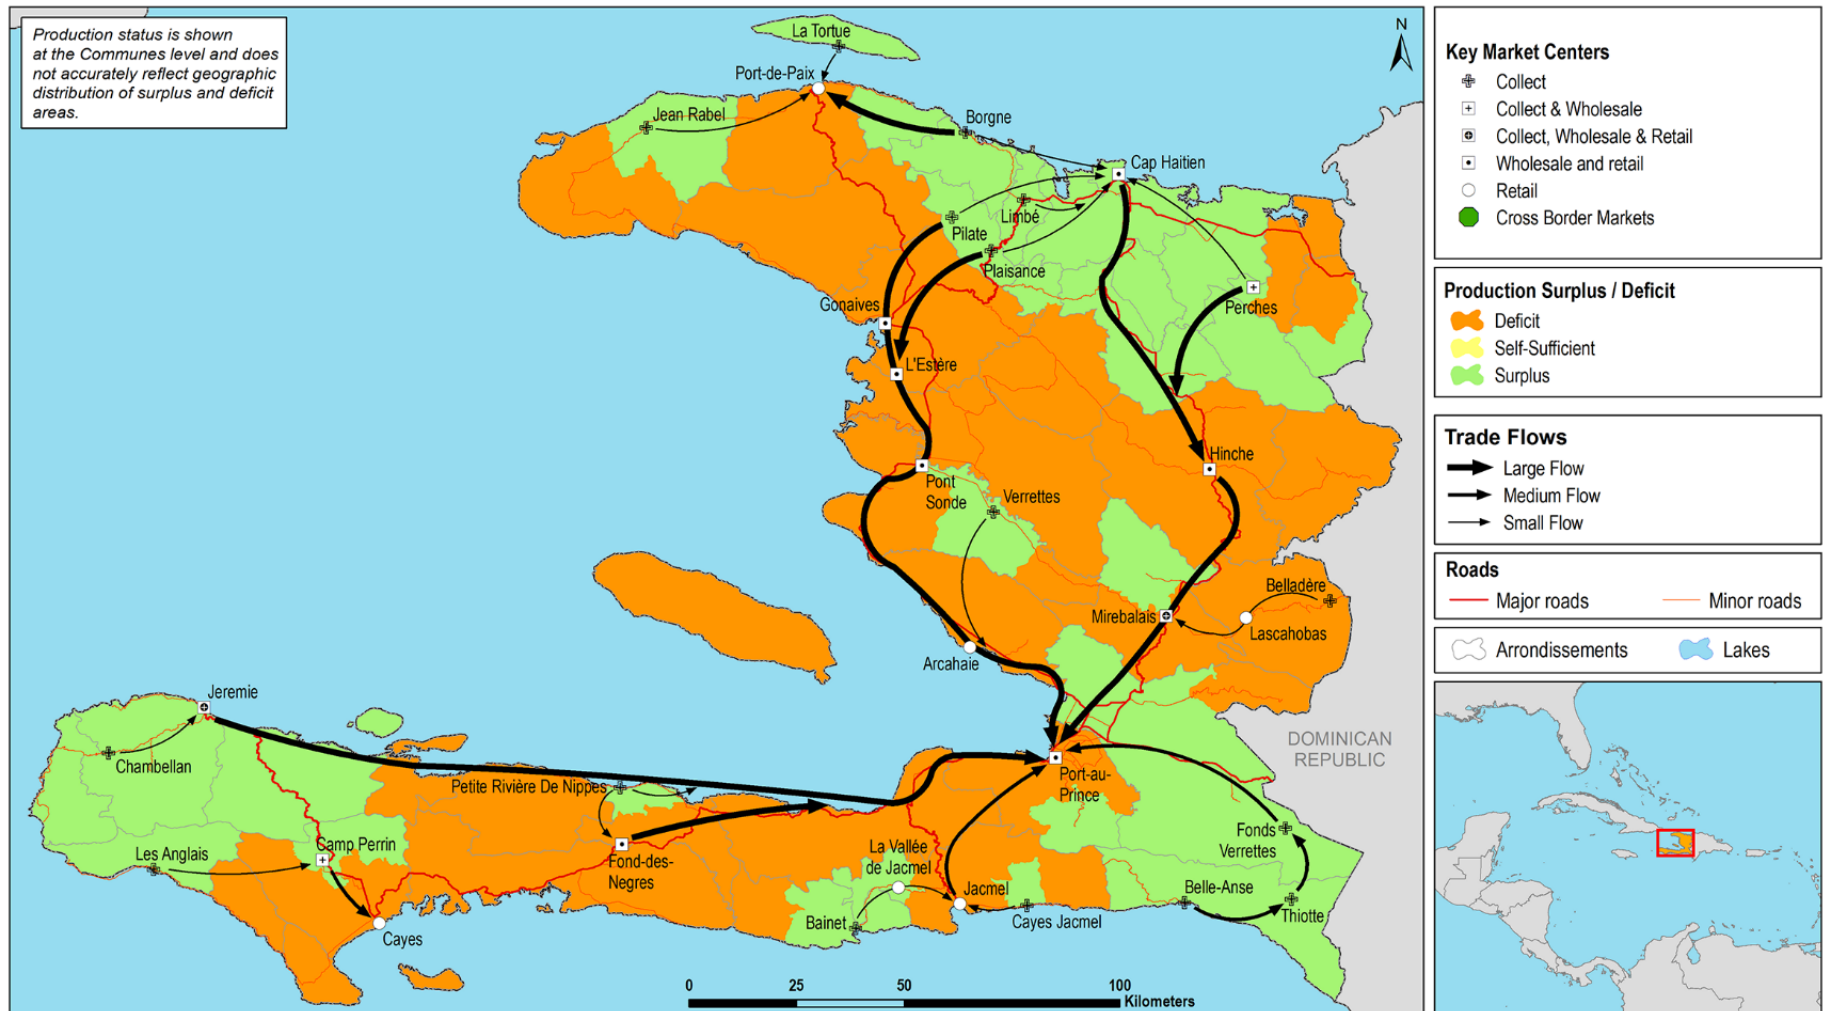 Production status is shown
at the Communes level and does
not accurately reflect geographic
distribution of surplus and deficit
areas.
La Tortue
N
Port-de-Paix
Jean Rabel
Borgne
Cap Haitien
Limbé
Pilate
Plaisance
Perches
Gonaives
L'Estère
Hinche
Pont
Sonde
Verrettes
Belladère
Mirebalais
Lascahobas
Arcahaie
Jeremie
Chambellan
DOMINICAN
REPUBLIC
Petite Rivière De Nippes
Port-au-
Prince
Fonds
Verrettes
Camp Perrin
Les Anglais
Fond-des-
Negres
La Vallée
de Jacmel
Jacmel
Belle-Anse
Thiotte
Bainet
Cayes Jacmel
Cayes
0 25 50 100
Kilometers
Key Market Centers
Collect
Collect & Wholesale
Collect, Wholesale & Retail
Wholesale and retail
Retail
Cross Border Markets
Production Surplus / Deficit
Deficit
Self-Sufficient
Surplus
Trade Flows
Large Flow
Medium Flow
Small Flow
Roads
Major roads Minor roads
Arrondissements Lakes